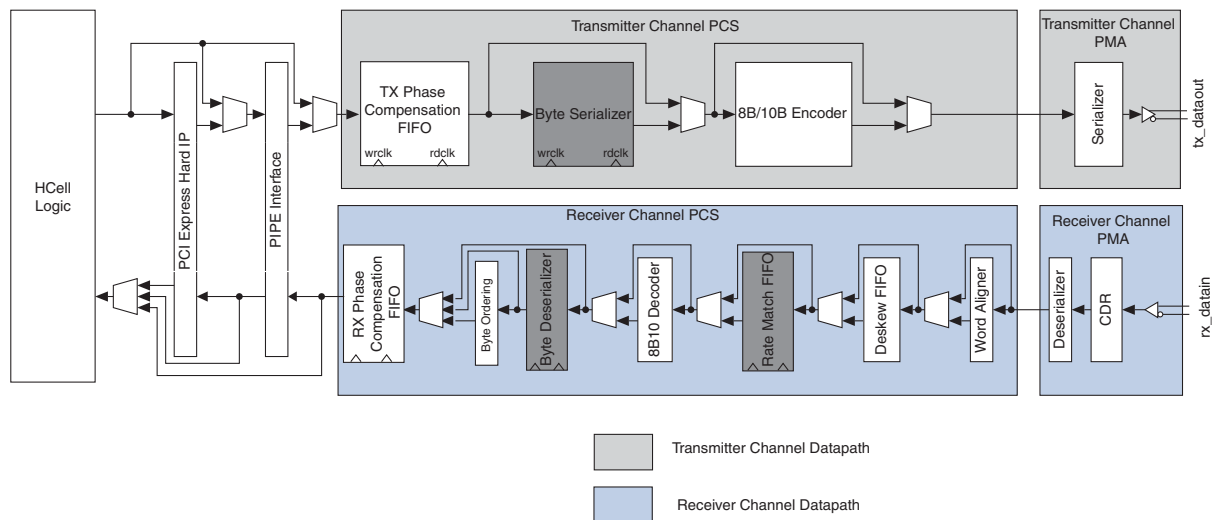 Transmitter Channel PCS
Transmitter Channel
PMA
HCell
Logic
PCI Express Hard IP
PIPE Interface
TX Phase
Compensation
FIFO
wrclk
rdclk
Byte Serializer
wrclk
rdclk
8B/10B Encoder
Serializer
tx_dataout
Receiver Channel PCS
Receiver Channel
PMA
RX Phase
Compensation
FIFO
Byte Ordering
Byte Deserializer
8B10 Decoder
Rate Match FIFO
Deskew FIFO
Word Aligner
Deserializer
CDR
rx_datain
Transmitter Channel Datapath
Receiver Channel Datapath